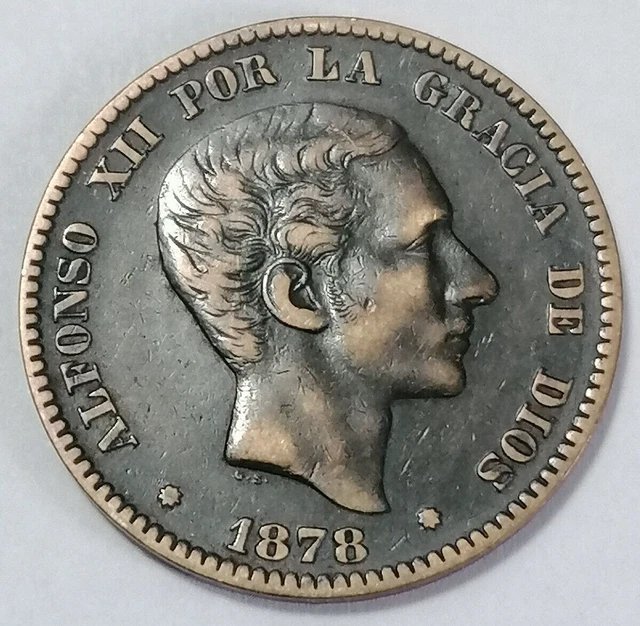 ALFONSO XII POR LA GRACIA DE DIOS
1878